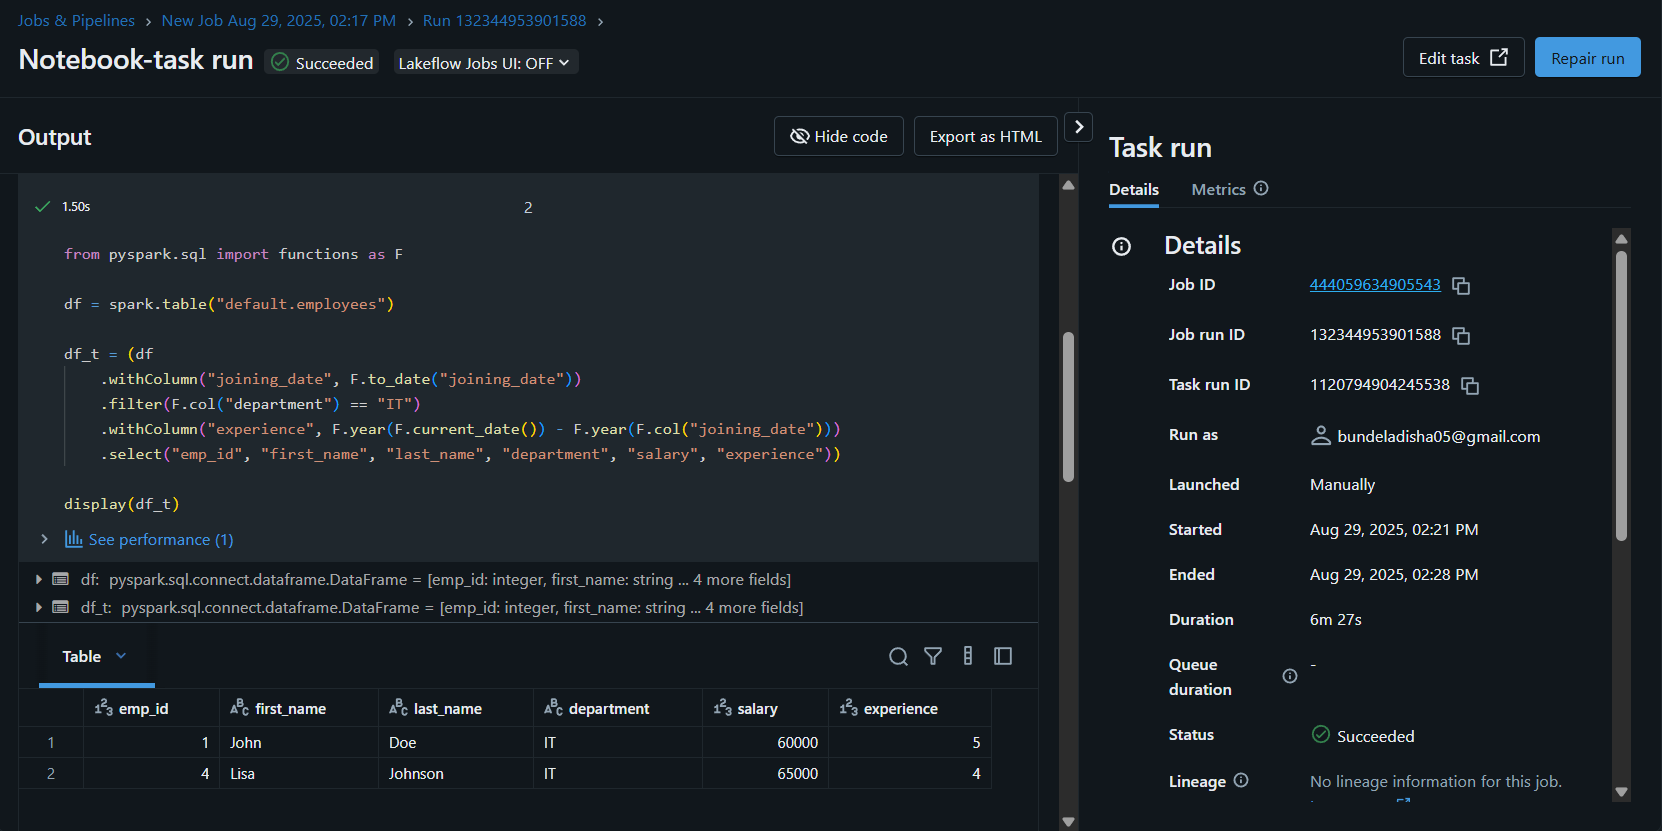 Jobs & Pipelines > New Job Aug 29, 2025, 02:17 PM > Run 132344953901588 >
Notebook-task run Succeeded Lakeflow Jobs UI: OFF
Edit task Repair run
Output
Hide code Export as HTML
1.50s 2
from pyspark.sql import functions as F
df = spark.table("default.employees")
df_t = (df
.withColumn("joining_date", F.to_date("joining_date"))
.filter(F.col("department") == "IT")
.withColumn("experience", F.year(F.current_date()) - F.year(F.col("joining_date")))
.select("emp_id", "first_name", "last_name", "department", "salary", "experience"))
display(df_t)
See performance (1)
df: pyspark.sql.connect.dataframe.DataFrame = [emp_id: integer, first_name: string ... 4 more fields]
df_t: pyspark.sql.connect.dataframe.DataFrame = [emp_id: integer, first_name: string ... 4 more fields]
Table
emp_id first_name last_name department salary experience
1 1 John Doe IT 60000 5
2 4 Lisa Johnson IT 65000 4
Task run
Details Metrics
Details
Job ID 444059634905543
Job run ID 132344953901588
Task run ID 1120794904245538
Run as bundeladisha05@gmail.com
Launched Manually
Started Aug 29, 2025, 02:21 PM
Ended Aug 29, 2025, 02:28 PM
Duration 6m 27s
Queue duration -
Status Succeeded
Lineage No lineage information for this job.